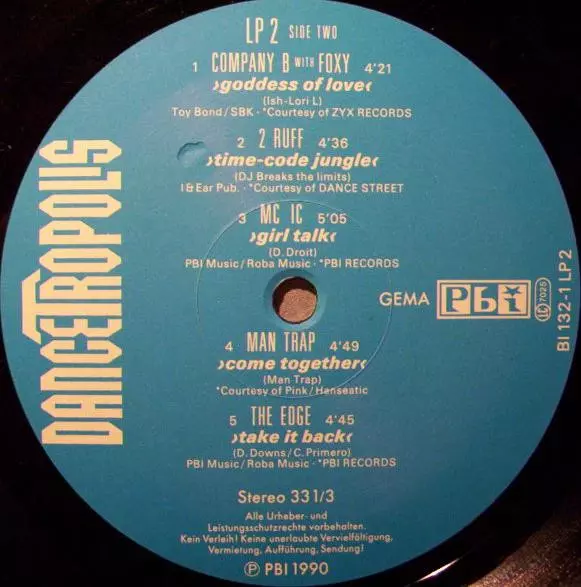 LP 2 SIDE TWO
1 COMPANY B WITH FOXY 4'21
›goddess of love‹
(Ish-Lori L)
Toy Bond/SBK - *Courtesy of ZYX RECORDS
2 2 RUFF 4'36
›time-code jungle‹
(DJ Breaks the limits)
I & Ear Pub. - *Courtesy of DANCE STREET
3 MC IC 5'05
›girl talk‹
(D. Droit)
PBI Music/Roba Music - *PBI RECORDS
DANCETROPOLIS
GEMA
Pbi
LC 7025
BI 132-1 LP2
4 MAN TRAP 4'49
›come together‹
(Man Trap)
*Courtesy of Pink/Hanseatic
5 THE EDGE 4'45
›take it back‹
(D. Downs/C. Primero)
PBI Music/Roba Music - *PBI RECORDS
Stereo 33 1/3
Alle Urheber- und
Leistungsschutzrechte vorbehalten.
Kein Verleih! Keine unerlaubte Vervielfältigung,
Vermietung, Aufführung, Sendung!
Ⓟ PBI 1990